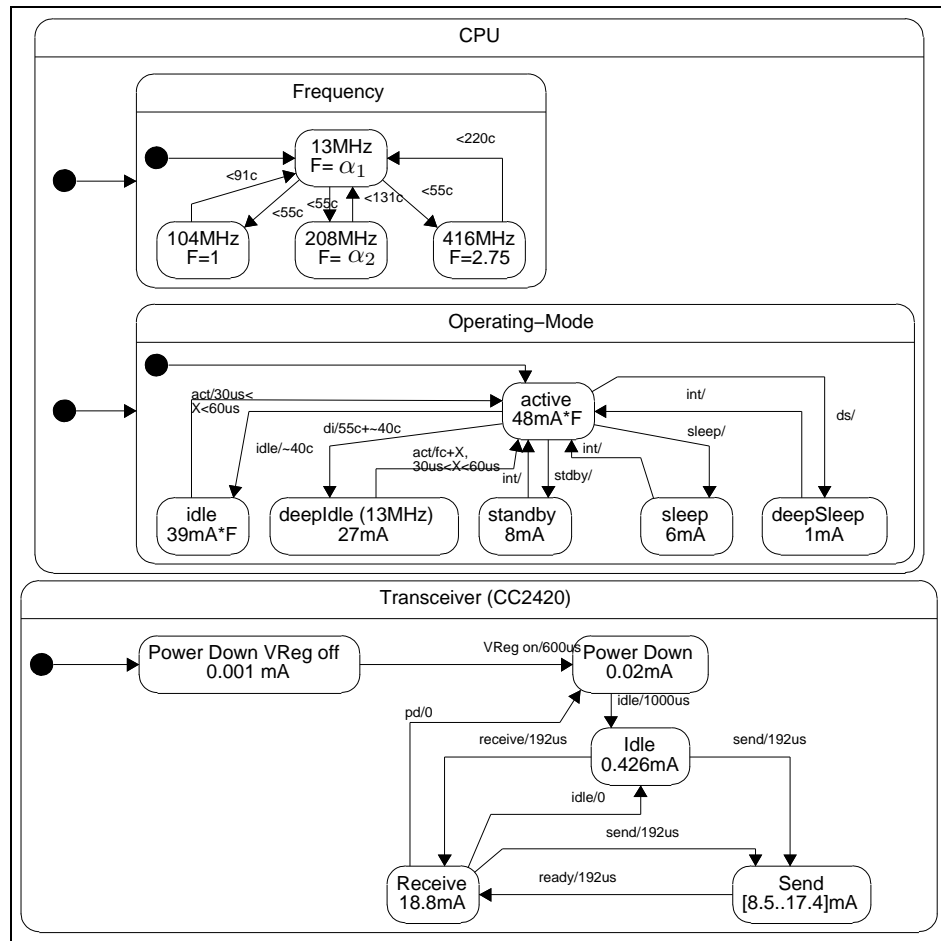 CPU
Frequency
13MHz
F= α₁
<220c
<91c
<55c
<55c
<131c
<55c
104MHz
F=1
208MHz
F= α₂
416MHz
F=2.75
Operating–Mode
act/30us<
X<60us
active
48mA*F
int/
ds/
di/55c+~40c
sleep/
idle/~40c
act/fc+X,
30us<X<60us
int/
int/
stdby/
idle
39mA*F
deepIdle (13MHz)
27mA
standby
8mA
sleep
6mA
deepSleep
1mA
Transceiver (CC2420)
Power Down VReg off
0.001 mA
VReg on/600us
Power Down
0.02mA
idle/1000us
pd/0
receive/192us
Idle
0.426mA
send/192us
idle/0
send/192us
Receive
18.8mA
ready/192us
Send
[8.5..17.4]mA